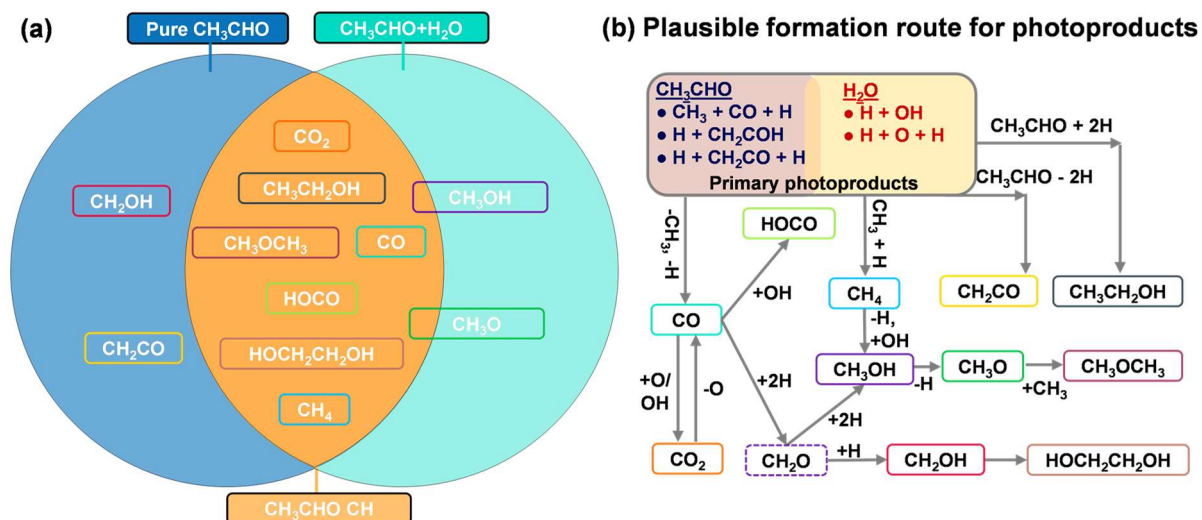 (a)
Pure CH₃CHO
CH₃CHO+H₂O
CO₂
CH₃CH₂OH
CH₂OH
CH₃OH
CH₃OCH₃
CO
HOCO
CH₃O
CH₂CO
HOCH₂CH₂OH
CH₄
CH₃CHO CH
(b) Plausible formation route for photoproducts
CH₃CHO
● CH₃ + CO + H
● H + CH₂COH
● H + CH₂CO + H
H₂O
● H + OH
● H + O + H
Primary photoproducts
CH₃CHO + 2H
CH₃CHO - 2H
-CH₃, -H
HOCO
CH₃ + H
+OH
CO
CH₄
CH₂CO
CH₃CH₂OH
-H,
+OH
+O/
OH
-O
+2H
CH₃OH
-H
CH₃O
+CH₃
CH₃OCH₃
+2H
CO₂
CH₂O
+H
CH₂OH
HOCH₂CH₂OH